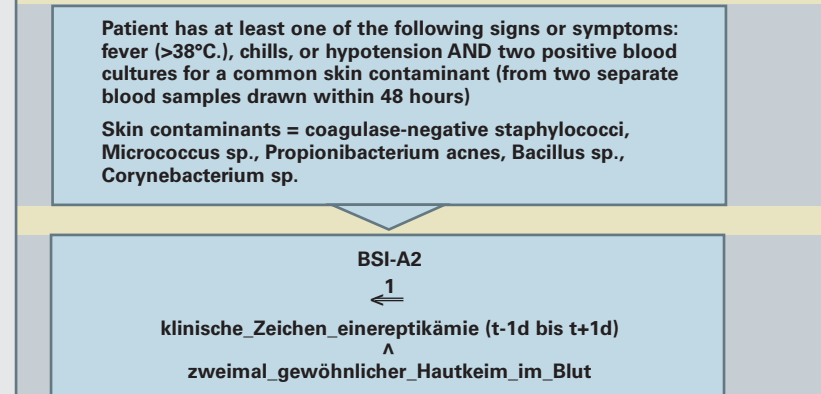 Patient has at least one of the following signs or symptoms:
fever (>38°C.), chills, or hypotension AND two positive blood
cultures for a common skin contaminant (from two separate
blood samples drawn within 48 hours)
Skin contaminants = coagulase-negative staphylococci,
Micrococcus sp., Propionibacterium acnes, Bacillus sp.,
Corynebacterium sp.
BSI-A2
1
⇐
klinische_Zeichen_einereptikämie (t-1d bis t+1d)
∧
zweimal_gewöhnlicher_Hautkeim_im_Blut